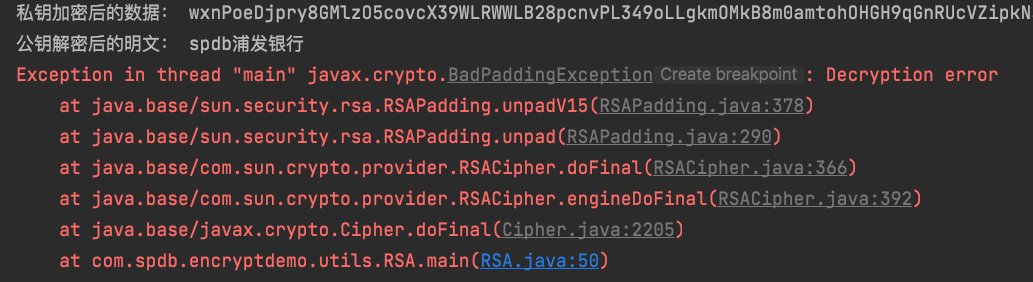 私钥加密后的数据: wxnPoeDjpry8GMlzO5covcX39WLRWWLB28pcnvPL349oLLgkmOMkB8m0amtohOHGH9qGnRUcVZipkN
公钥解密后的明文: spdb浦发银行
Exception in thread "main" javax.crypto.BadPaddingException Create breakpoint : Decryption error
at java.base/sun.security.rsa.RSAPadding.unpadV15(RSAPadding.java:378)
at java.base/sun.security.rsa.RSAPadding.unpad(RSAPadding.java:290)
at java.base/com.sun.crypto.provider.RSACipher.doFinal(RSACipher.java:366)
at java.base/com.sun.crypto.provider.RSACipher.engineDoFinal(RSACipher.java:392)
at java.base/javax.crypto.Cipher.doFinal(Cipher.java:2205)
at com.spdb.encryptdemo.utils.RSA.main(RSA.java:50)